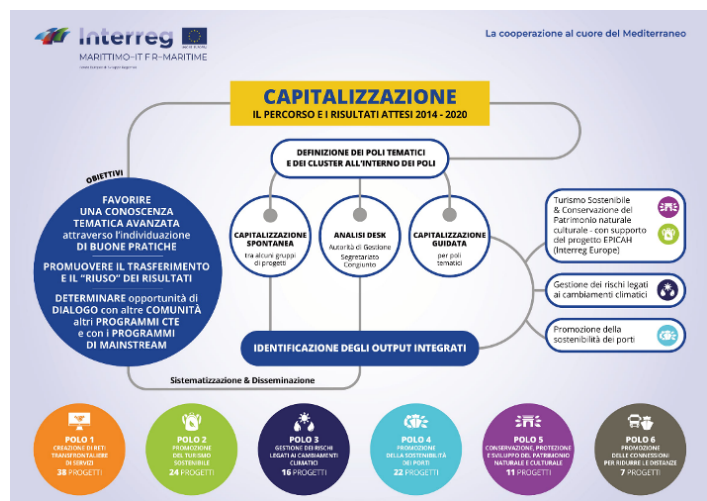 Interreg
MARITTIMO-IT FR-MARITIME
La cooperazione al cuore del Mediterraneo
CAPITALIZZAZIONE
IL PERCORSO E I RISULTATI ATTESI 2014 - 2020
DEFINIZIONE DEI POLI TEMATICI
E DEI CLUSTER ALL'INTERNO DEI POLI
OBIETTIVI
FAVORIRE
UNA CONOSCENZA
TEMATICA AVANZATA
attraverso l'individuazione
DI BUONE PRATICHE
PROMUOVERE IL TRASFERIMENTO
E IL "RIUSO" DEI RISULTATI
DETERMINARE opportunità di
DIALOGO con altre COMUNITÀ
altri PROGRAMMI CTE
e con i PROGRAMMI
DI MAINSTREAM
CAPITALIZZAZIONE
SPONTANEA
tra alcuni gruppi
di progetti
ANALISI DESK
Autorità di Gestione
Segretariato
Congiunto
CAPITALIZZAZIONE
GUIDATA
per poli
tematici
Turismo Sostenibile
& Conservazione del
Patrimonio naturale
culturale - con supporto
del progetto EPICAH
(Interreg Europe)
Gestione dei rischi legati
ai cambiamenti climatici
Promozione della
sostenibilità dei porti
IDENTIFICAZIONE DEGLI OUTPUT INTEGRATI
Sistematizzazione & Disseminazione
POLO 1
CREAZIONE DI RETI
TRANSFRONTALIERE
DI SERVIZI
38 PROGETTI
POLO 2
PROMOZIONE
DEL TURISMO
SOSTENIBILE
24 PROGETTI
POLO 3
GESTIONE DEI RISCHI
LEGATI AI CAMBIAMENTI
CLIMATICI
16 PROGETTI
POLO 4
PROMOZIONE
DELLA SOSTENIBILITÀ
DEI PORTI
22 PROGETTI
POLO 5
CONSERVAZIONE, PROTEZIONE
E SVILUPPO DEL PATRIMONIO
NATURALE E CULTURALE
11 PROGETTI
POLO 6
PROMOZIONE
DELLE CONNESSIONI
PER RIDURRE LE DISTANZE
7 PROGETTI